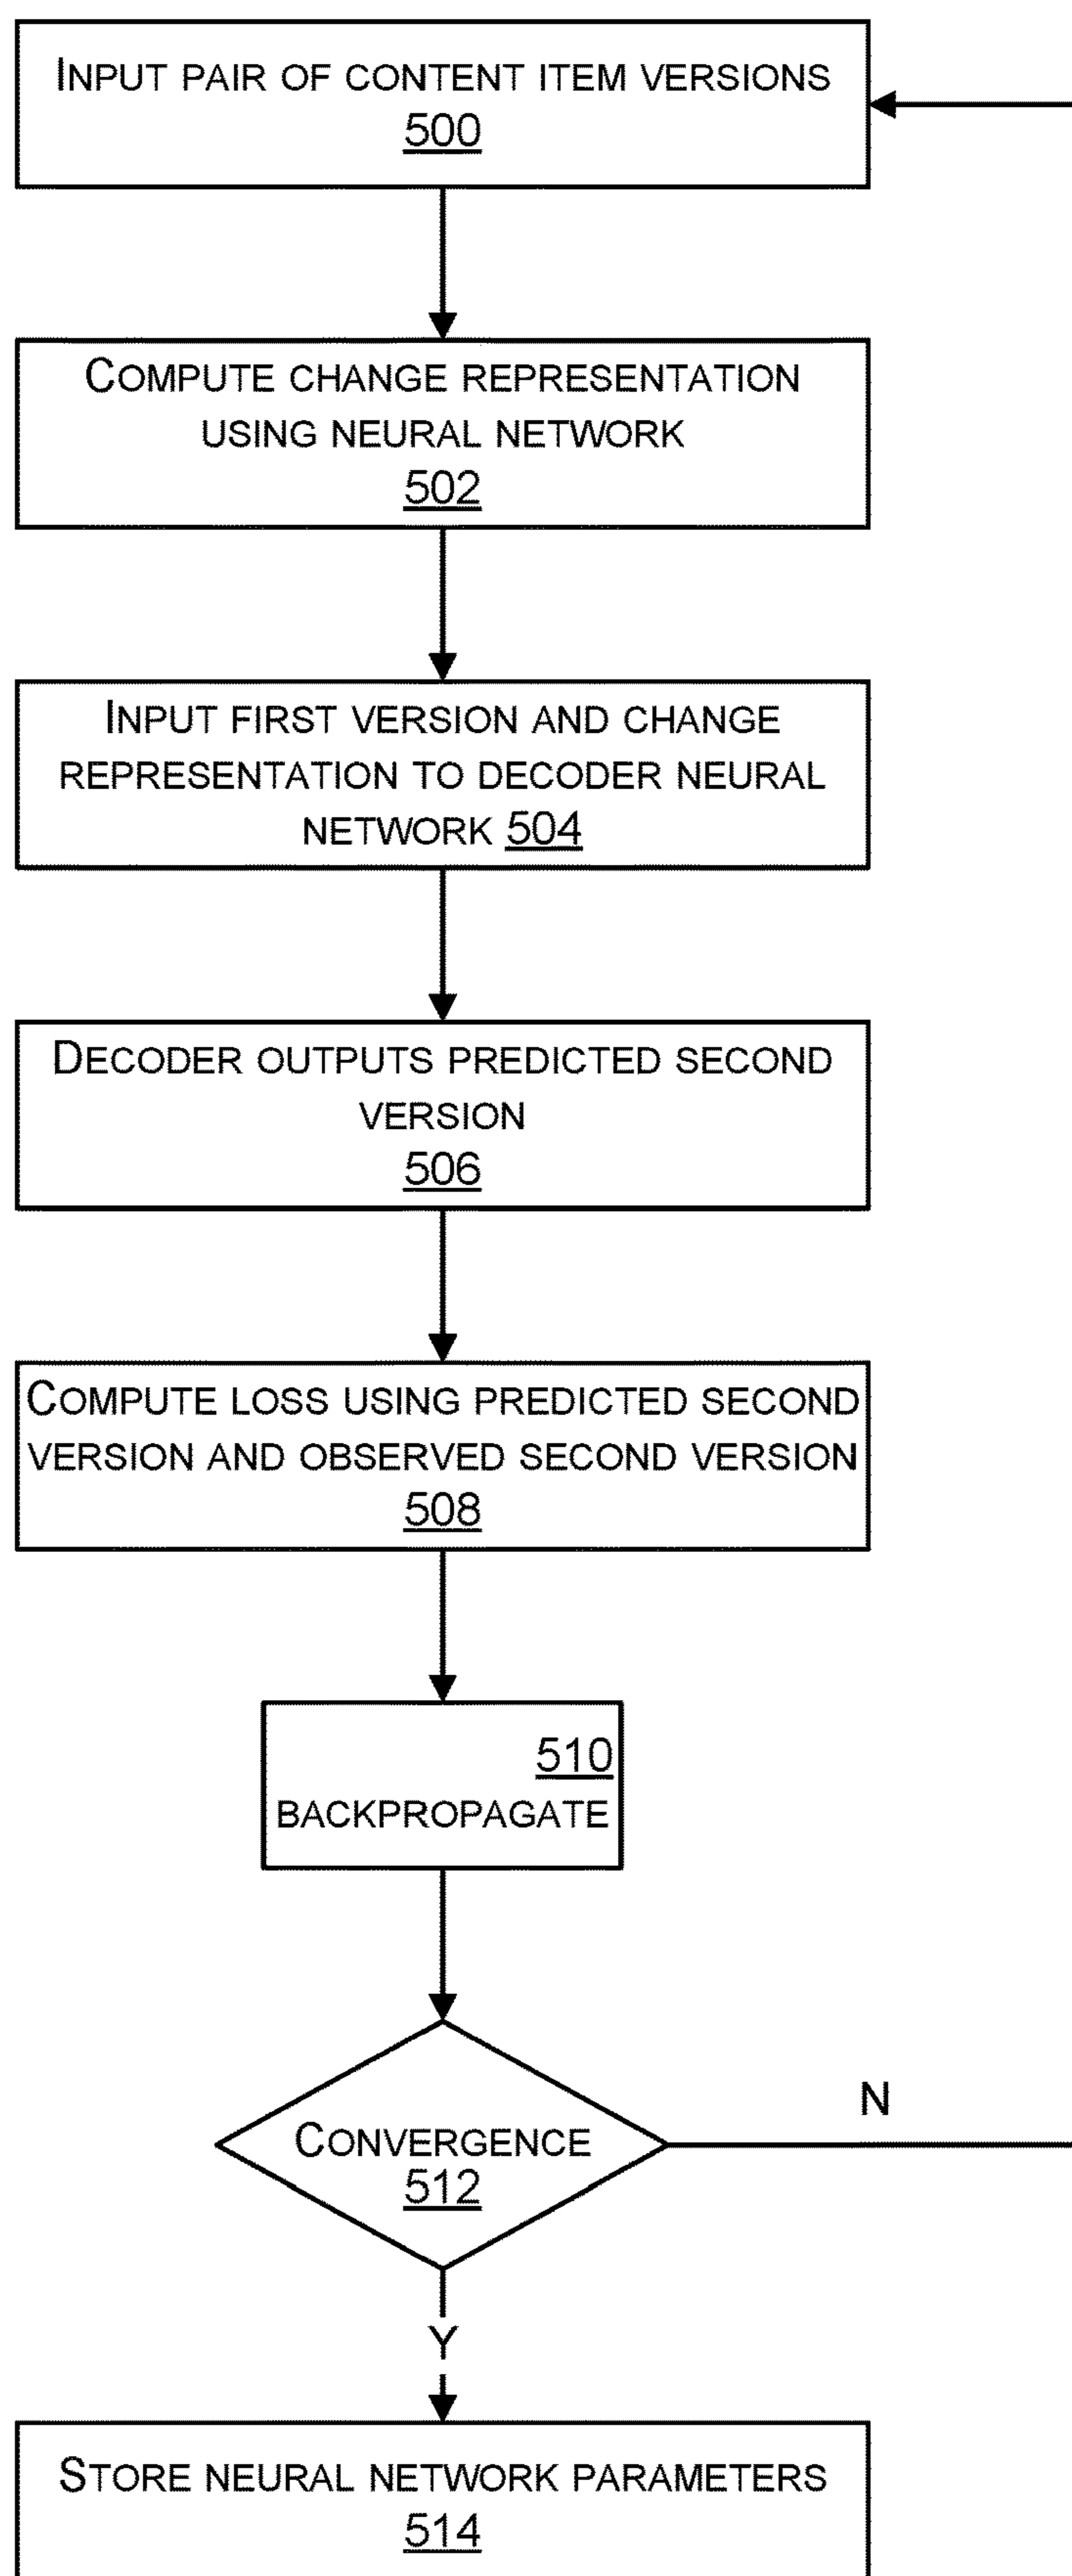 INPUT PAIR OF CONTENT ITEM VERSIONS
500
COMPUTE CHANGE REPRESENTATION
USING NEURAL NETWORK
502
INPUT FIRST VERSION AND CHANGE
REPRESENTATION TO DECODER NEURAL
NETWORK 504
DECODER OUTPUTS PREDICTED SECOND
VERSION
506
COMPUTE LOSS USING PREDICTED SECOND
VERSION AND OBSERVED SECOND VERSION
508
510
BACKPROPAGATE
N
CONVERGENCE
512
Y
STORE NEURAL NETWORK PARAMETERS
514